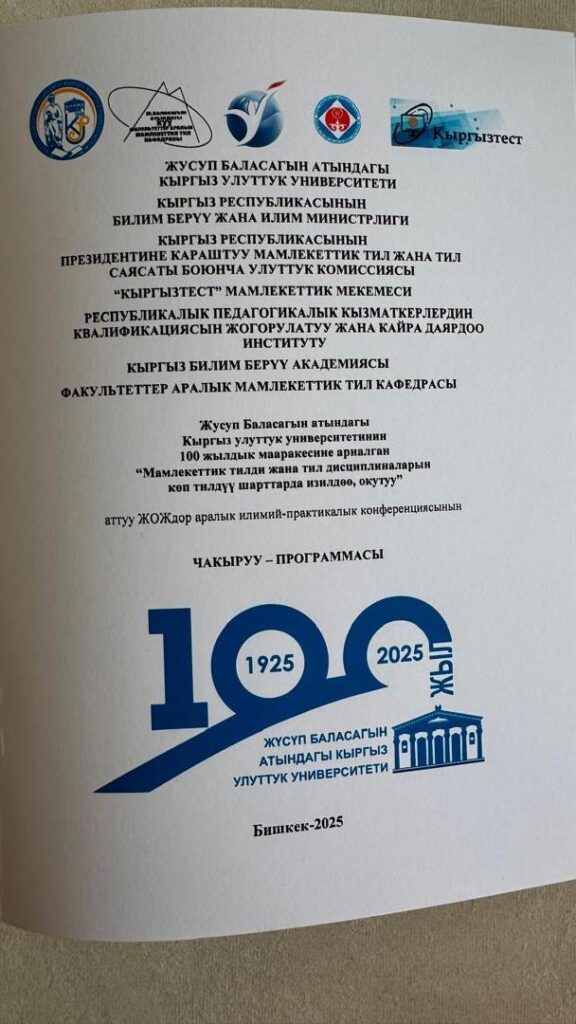 Кыргызтест
ЖУСУП БАЛАСАГЫН АТЫНДАГЫ
КЫРГЫЗ УЛУТТУК УНИВЕРСИТЕТИ
КЫРГЫЗ РЕСПУБЛИКАСЫНЫН
БИЛИМ БЕРҮҮ ЖАНА ИЛИМ МИНИСТРЛИГИ
КЫРГЫЗ РЕСПУБЛИКАСЫНЫН
ПРЕЗИДЕНТИНЕ КАРАШТУУ МАМЛЕКЕТТИК ТИЛ ЖАНА ТИЛ
САЯСАТЫ БОЮНЧА УЛУТТУК КОМИССИЯСЫ
“КЫРГЫЗТЕСТ” МАМЛЕКЕТТИК МЕКЕМЕСИ
РЕСПУБЛИКАЛЫК ПЕДАГОГИКАЛЫК КЫЗМАТКЕРЛЕРДИН
КВАЛИФИКАЦИЯСЫН ЖОГОРУЛАТУУ ЖАНА КАЙРА ДАЯРДОО
ИНСТИТУТУ
КЫРГЫЗ БИЛИМ БЕРҮҮ АКАДЕМИЯСЫ
ФАКУЛЬТЕТТЕР АРАЛЫК МАМЛЕКЕТТИК ТИЛ КАФЕДРАСЫ
Жусуп Баласагын атындагы
Кыргыз улуттук университетинин
100 жылдык мааракесине арналган
“Мамлекеттик тилди жана тил дисциплиналарын
көп тилдүү шарттарда изилдөө, окутуу”
аттуу ЖОЖдор аралык илимий-практикалык конференциясынын
ЧАКЫРУУ – ПРОГРАММАСЫ
100 ЖЫЛ
1925 2025
ЖҮСҮП БАЛАСАГЫН
АТЫНДАГЫ КЫРГЫЗ
УЛУТТУК УНИВЕРСИТЕТИ
Бишкек-2025